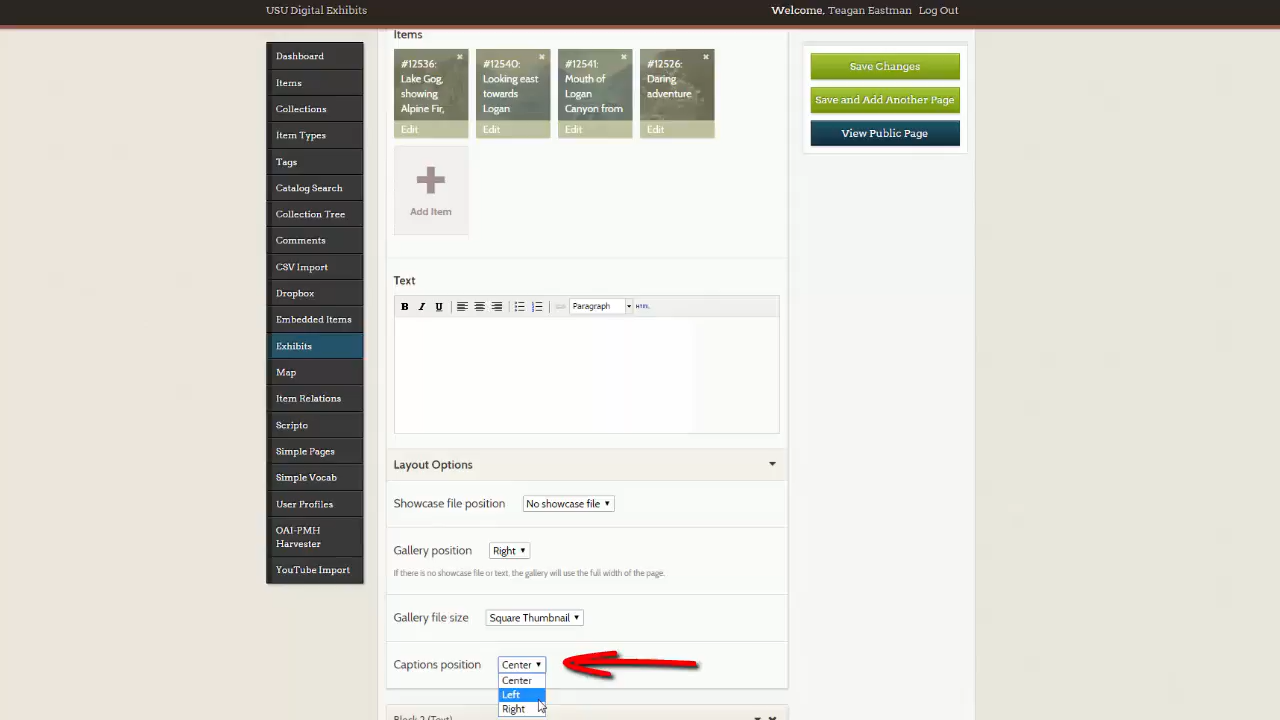 USU Digital Exhibits
Welcome, Teagan Eastman Log Out
Dashboard
Items
Collections
Item Types
Tags
Catalog Search
Collection Tree
Comments
CSV Import
Dropbox
Embedded Items
Exhibits
Map
Item Relations
Scripto
Simple Pages
Simple Vocab
User Profiles
OAI-PMH
Harvester
YouTube Import
Items
#12536:
Lake Gog,
showing
Alpine Fir,
Edit
#12540:
Looking east
towards
Logan
Edit
#12541:
Mouth of
Logan
Canyon from
Edit
#12526:
Daring
adventure
Edit
Add Item
Text
B I U Paragraph HTML
Layout Options
Showcase file position No showcase file
Gallery position Right
If there is no showcase file or text, the gallery will use the full width of the page.
Gallery file size Square Thumbnail
Captions position Center
Center
Left
Right
Block 2 (Text)
Save Changes
Save and Add Another Page
View Public Page